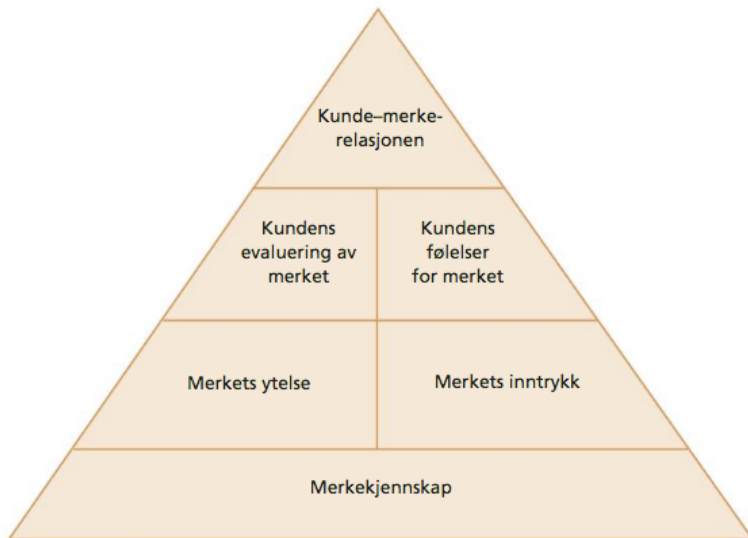 Kunde–merke-
relasjonen
Kundens
evaluering av
merket
Kundens
følelser
for merket
Merkets ytelse
Merkets inntrykk
Merkekjennskap